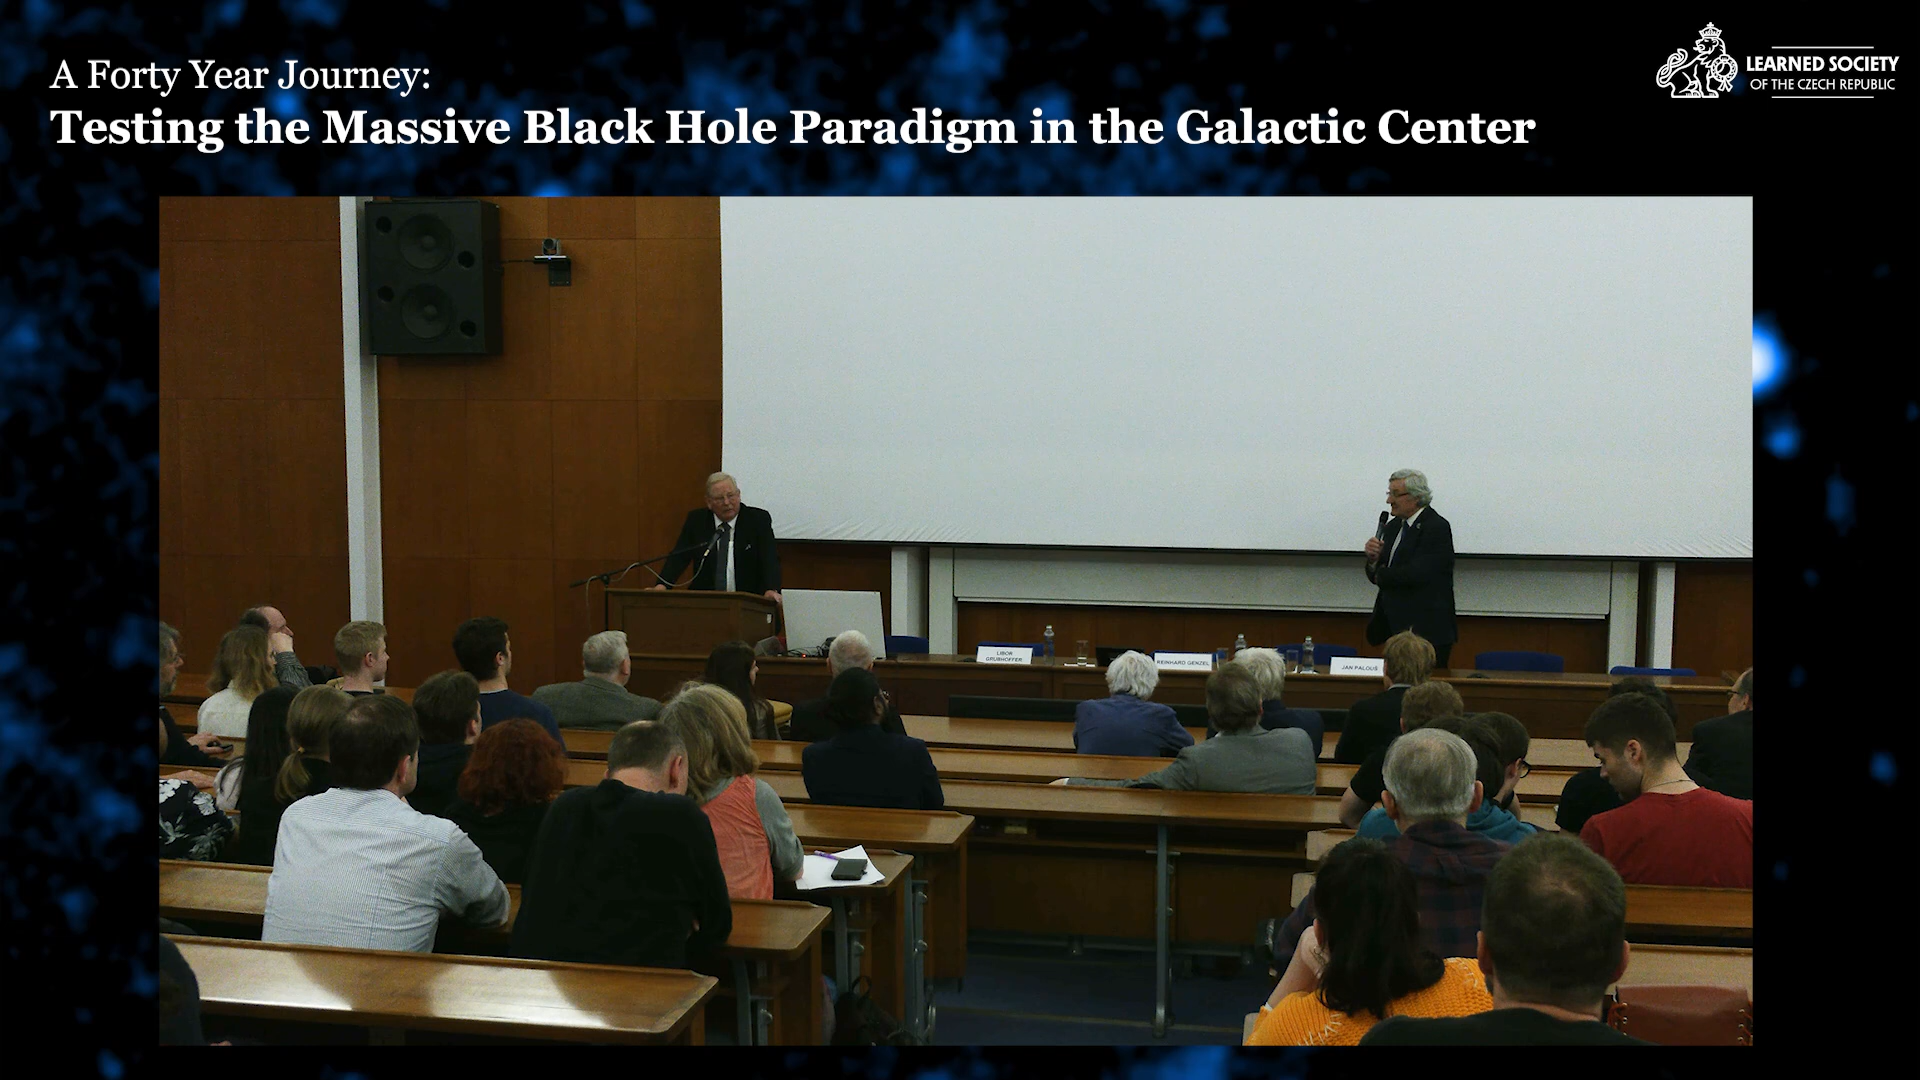 A Forty Year Journey:
Testing the Massive Black Hole Paradigm in the Galactic Center
LEARNED SOCIETY
OF THE CZECH REPUBLIC
LIBOR
GRUBHOFFER
REINHARD GENZEL
JAN PALOUŠ